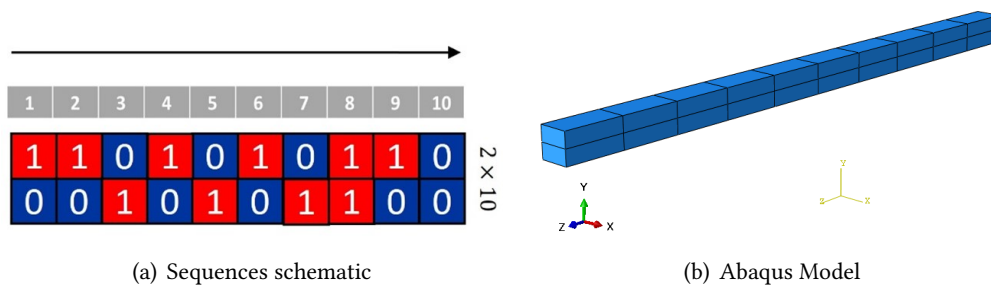 1 2 3 4 5 6 7 8 9 10
1 1 0 1 0 1 0 1 1 0
0 0 1 0 1 0 1 1 0 0
2 × 10
(a) Sequences schematic
Y
Z X
Y
Z X
(b) Abaqus Model